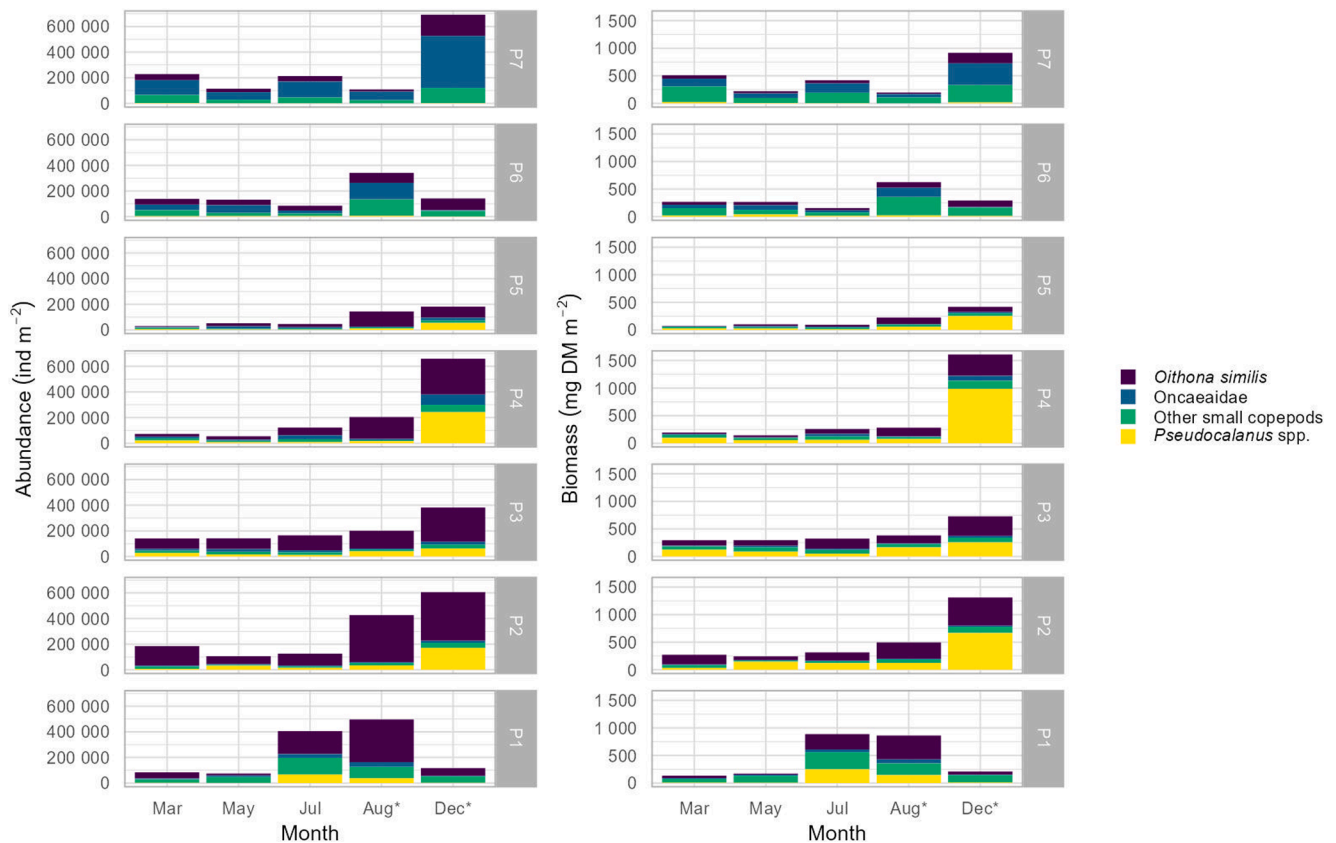 600 000
400 000
200 000
0
P7
600 000
400 000
200 000
0
P6
600 000
400 000
200 000
0
P5
600 000
400 000
200 000
0
P4
600 000
400 000
200 000
0
P3
600 000
400 000
200 000
0
P2
600 000
400 000
200 000
0
P1
Mar May Jul Aug* Dec*
Month
Abundance (ind m−2)
1 500
1 000
500
0
P7
1 500
1 000
500
0
P6
1 500
1 000
500
0
P5
1 500
1 000
500
0
P4
1 500
1 000
500
0
P3
1 500
1 000
500
0
P2
1 500
1 000
500
0
P1
Mar May Jul Aug* Dec*
Month
Biomass (mg DM m−2)
Oithona similis
Oncaeaidae
Other small copepods
Pseudocalanus spp.